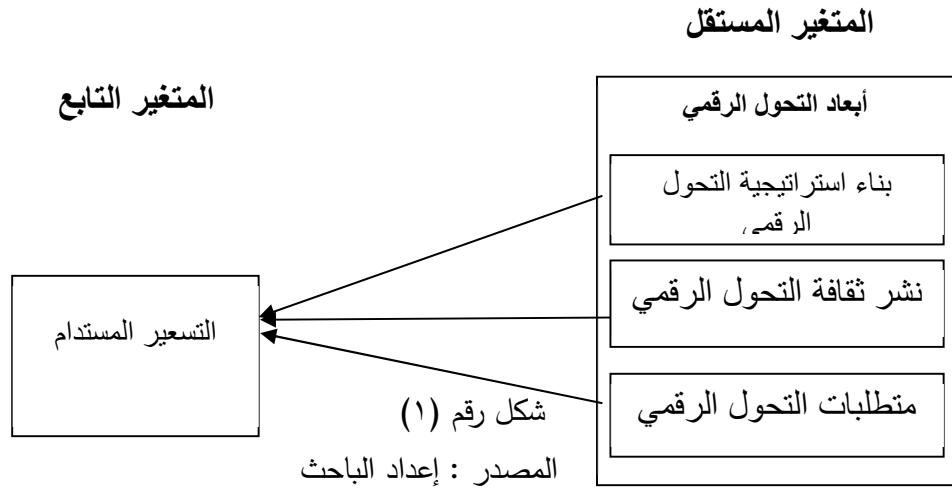 المتغير المستقل
المتغير التابع
أبعاد التحول الرقمي
بناء استراتيجية التحول
الرقمي
نشر ثقافة التحول الرقمي
التسعير المستدام
متطلبات التحول الرقمي
شكل رقم (١)
المصدر : إعداد الباحث